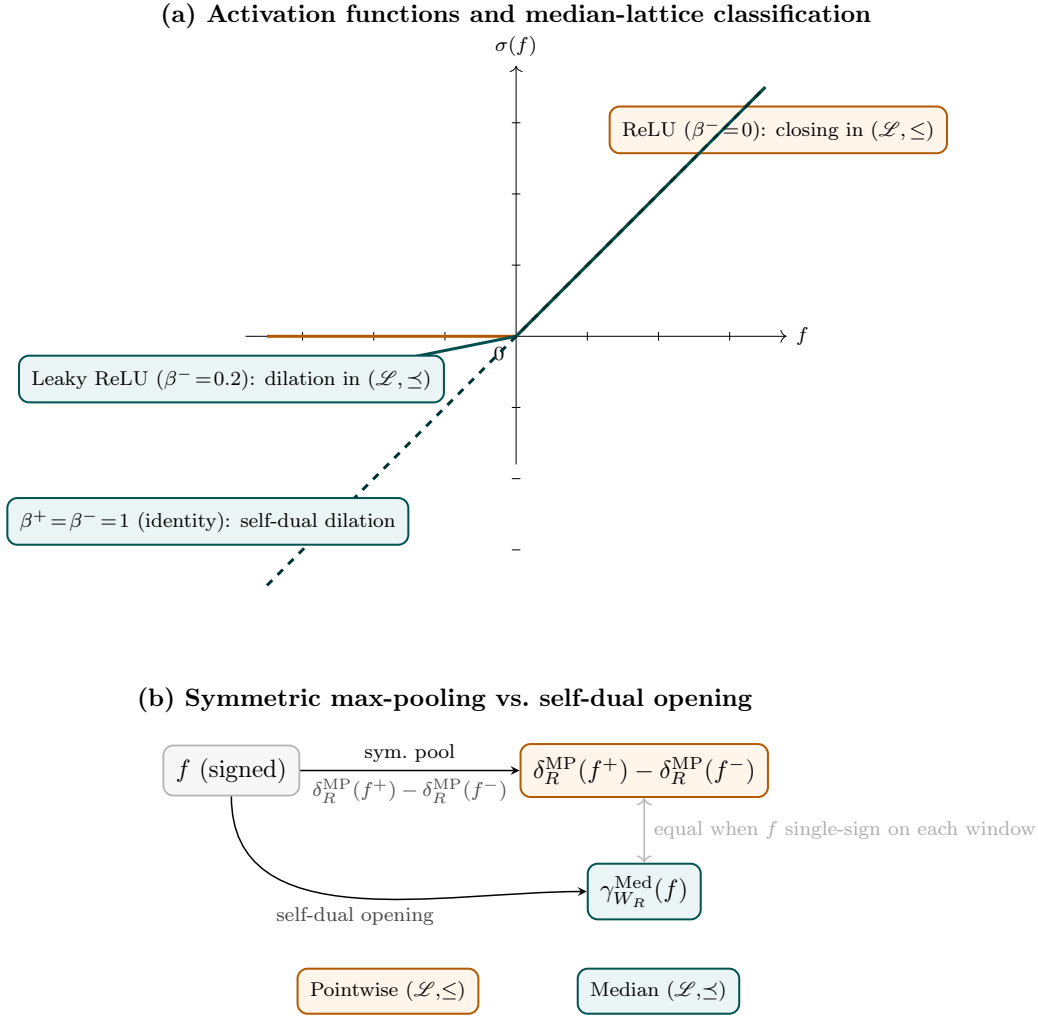 (a) Activation functions and median-lattice classification
σ(f)
ReLU (β⁻=0): closing in (ℒ, ≤)
f
0
Leaky ReLU (β⁻=0.2): dilation in (ℒ, ⪯)
β⁺=β⁻=1 (identity): self-dual dilation
(b) Symmetric max-pooling vs. self-dual opening
f (signed)
sym. pool
δ_R^MP(f⁺) − δ_R^MP(f⁻)
δ_R^MP(f⁺) − δ_R^MP(f⁻)
equal when f single-sign on each window
γ_{W_R}^Med(f)
self-dual opening
Pointwise (ℒ,≤)
Median (ℒ,⪯)